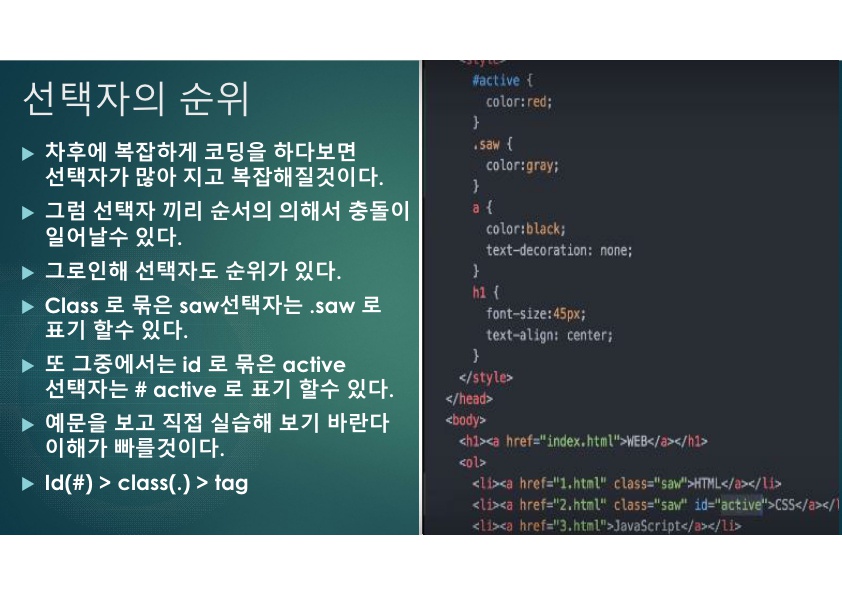 선택자의 순위
차후에 복잡하게 코딩을 하다보면
선택자가 많아 지고 복잡해질것이다.
그럼 선택자 끼리 순서의 의해서 충돌이
일어날수 있다.
그로인해 선택자도 순위가 있다.
Class 로 묶은 saw선택자는 .saw 로
표기 할수 있다.
또 그중에서는 id 로 묶은 active
선택자는 # active 로 표기 할수 있다.
예문을 보고 직접 실습해 보기 바란다
이해가 빠를것이다.
Id(#) > class(.) > tag
<style>
#active {
color:red;
}
.saw {
color:gray;
}
a {
color:black;
text-decoration: none;
}
h1 {
font-size:45px;
text-align: center;
}
</style>
</head>
<body>
<h1><a href="index.html">WEB</a></h1>
<ol>
<li><a href="1.html" class="saw">HTML</a></li>
<li><a href="2.html" class="saw" id="active">CSS</a></l
<li><a href="3.html">JavaScript</a></li>